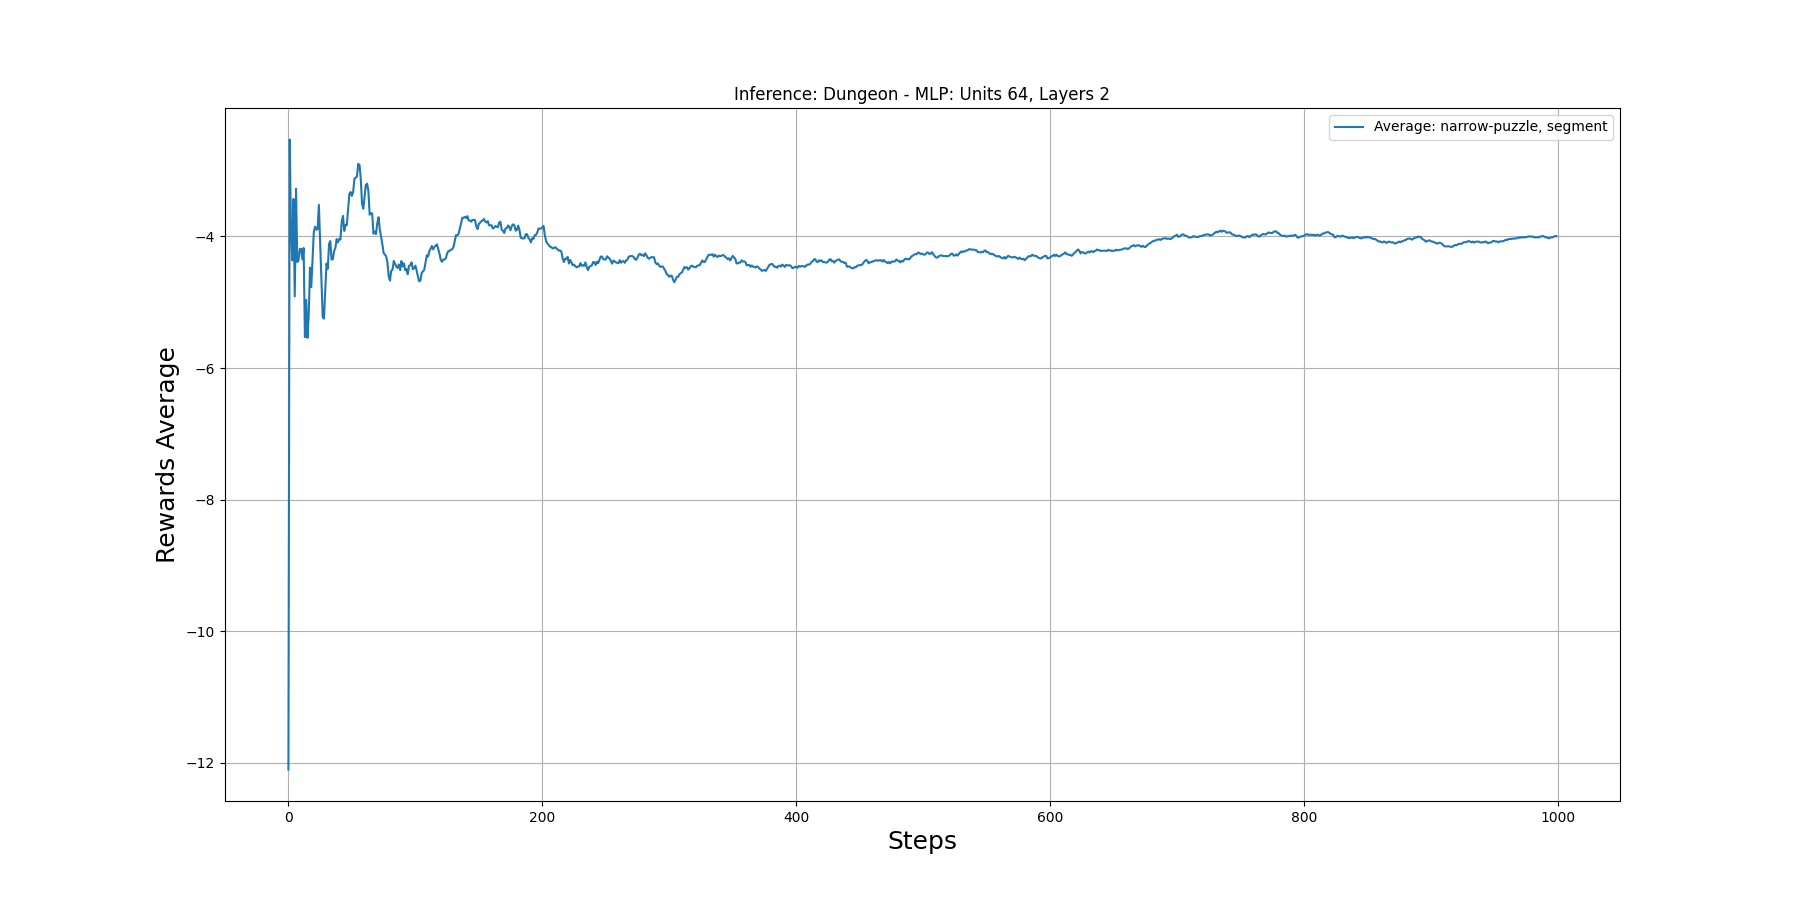 Inference: Dungeon - MLP: Units 64, Layers 2
Average: narrow-puzzle, segment
Rewards Average
−4
−6
−8
−10
−12
0 200 400 600 800 1000
Steps